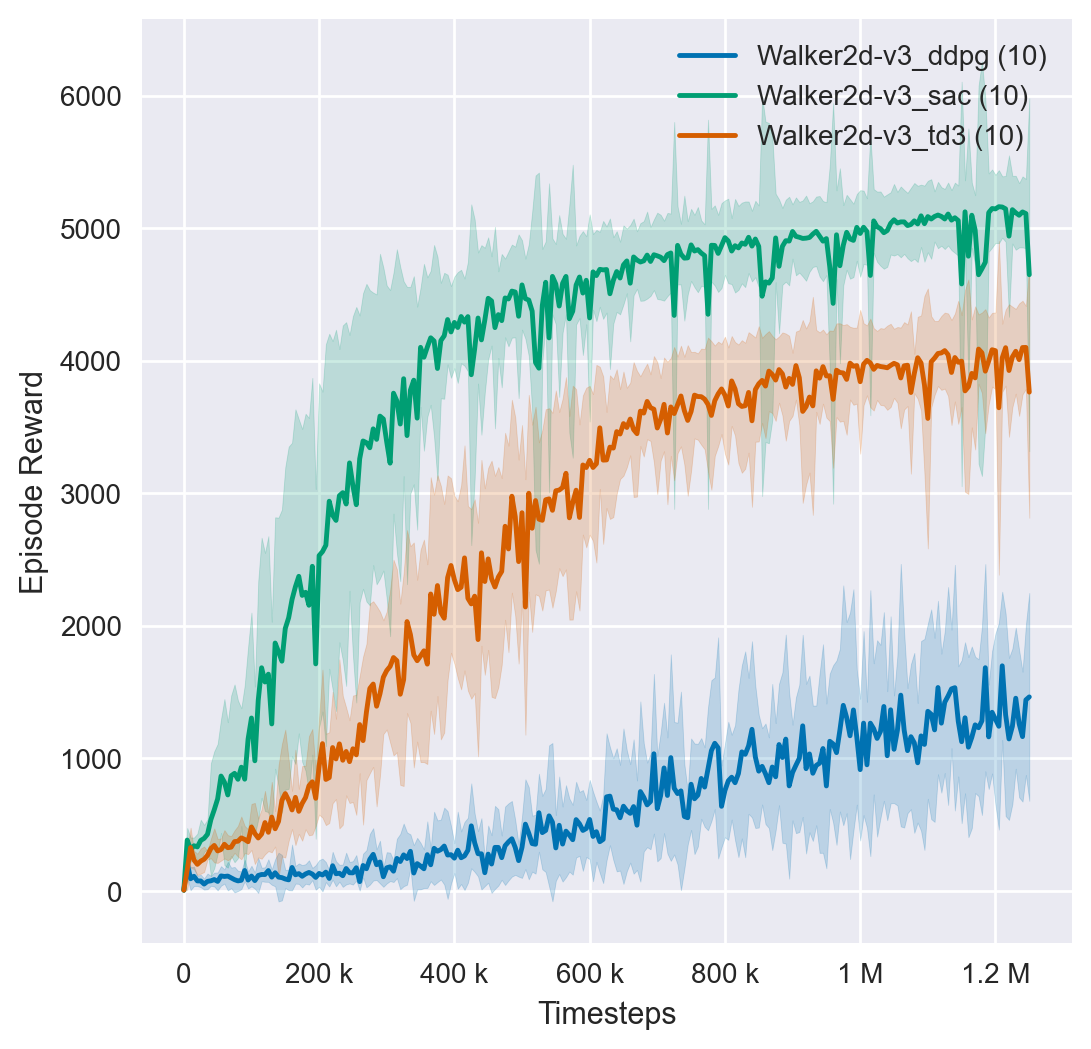 Walker2d-v3_ddpg (10)
Walker2d-v3_sac (10)
Walker2d-v3_td3 (10)
6000
5000
4000
3000
2000
1000
0
Episode Reward
0 200 k 400 k 600 k 800 k 1 M 1.2 M
Timesteps